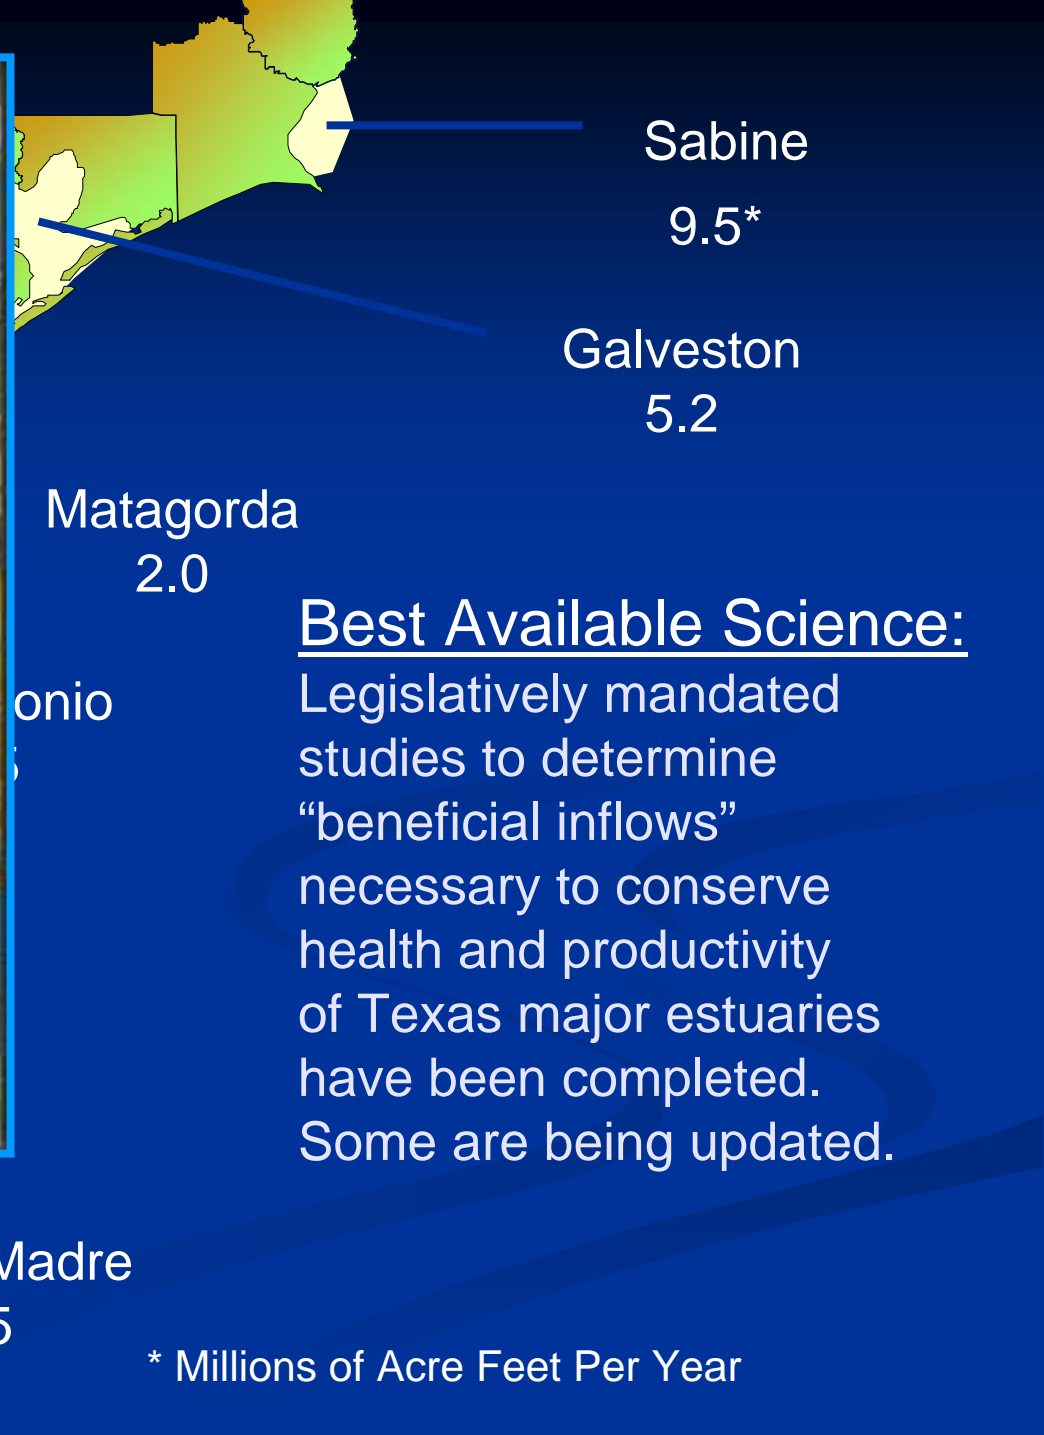 Sabine
9.5*
Galveston
5.2
Matagorda
2.0
Best Available Science:
Legislatively mandated
studies to determine
“beneficial inflows”
necessary to conserve
health and productivity
of Texas major estuaries
have been completed.
Some are being updated.
onio
Madre
5
* Millions of Acre Feet Per Year